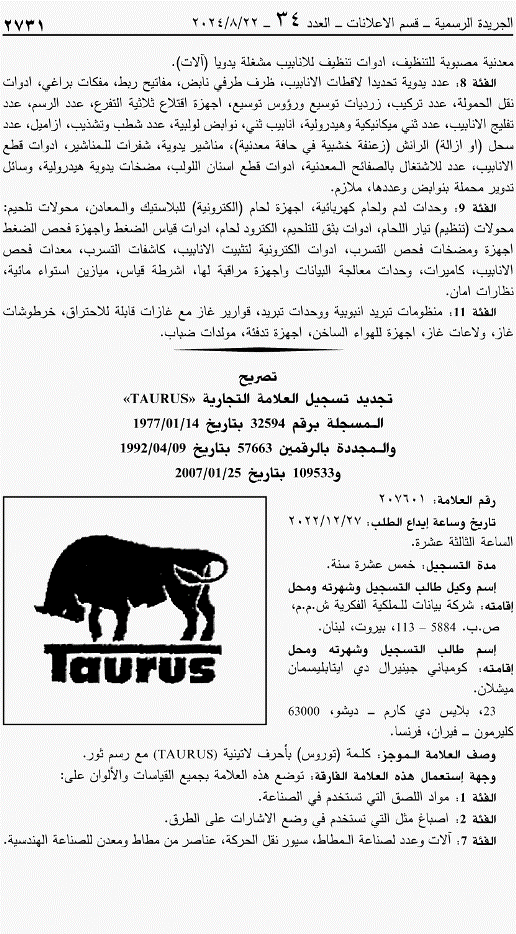 الجريدة الرسمية ــ قسم الاعلانات ــ العدد ٣٤ ــ ٢٠٢٤/٨/٢٢ ٢٧٣١
معدنية مصبوبة للتنظيف، ادوات تنظيف للانابيب مشغلة يدويا (آلات).
الفئة 8: عدد يدوية تحديدا لاقطات الانابيب، ظرف طرفي نابض، مفاتيح ربط، مفكات براغي، ادوات
نقل الحمولة، عدد تركيب، زرديات توسيع ورؤوس توسيع، اجهزة اقتلاع ثلاثية التفرع، عدد الرسم، عدد
تفليج الانابيب، عدد ثني ميكانيكية وهيدرولية، انابيب ثني، نوابض لولبية، عدد شطب وتشذيب، ازاميل، عدد
سحل (او ازالة) الرائش (زعنفة خشبية في حافة معدنية)، مناشير يدوية، شفرات للمناشير، ادوات قطع
الانابيب، عدد للاشتغال بالصفائح المعدنية، ادوات قطع اسنان اللولب، مضخات يدوية هيدرولية، وسائل
تدوير محملة بنوابض وعددها، ملازم.
الفئة 9: وحدات لدم ولحام كهربائية، اجهزة لحام (الكترونية) للبلاستيك والمعادن، محولات تلحيم:
محولات (تنظيم) تيار اللحام، ادوات بثق للتلحيم، الكترود لحام، ادوات قياس الضغط واجهزة فحص الضغط
اجهزة ومضخات فحص التسرب، ادوات الكترونية لتثبيت الانابيب، كاشفات التسرب، معدات فحص
الانابيب، كاميرات، وحدات معالجة البيانات واجهزة مراقبة لها، اشرطة قياس، ميازين استواء مائية،
نظارات امان.
الفئة 11: منظومات تبريد انبوبية ووحدات تبريد، قوارير غاز مع غازات قابلة للاحتراق، خرطوشات
غاز، ولاعات غاز، اجهزة للهواء الساخن، اجهزة تدفئة، مولدات ضباب.
تصريح
تجديد تسجيل العلامة التجارية «TAURUS»
المسجلة برقم 32594 بتاريخ 1977/01/14
والمجددة بالرقمين 57663 بتاريخ 1992/04/09
و109533 بتاريخ 2007/01/25
رقم العلامة: ٢٠٧٦٠١
تاريخ وساعة إيداع الطلب: ٢٠٢٢/١٢/٢٧
الساعة الثالثة عشرة.
مدة التسجيل: خمس عشرة سنة.
إسم وكيل طالب التسجيل وشهرته ومحل
إقامته: شركة بيانات للملكية الفكرية ش.م.م،
ص.ب. 5884 – 113، بيروت، لبنان.
إسم طالب التسجيل وشهرته ومحل
إقامته: كومباني جينيرال دي ايتابليسمان
ميشلان.
23، بلايس دي كارم ــ ديشو، 63000
كليرمون ــ فيران، فرنسا.
Taurus
وصف العلامة الموجز: كلمة (توروس) بأحرف لاتينية (TAURUS) مع رسم ثور.
وجهة إستعمال هذه العلامة الفارقة: توضع هذه العلامة بجميع القياسات والألوان على:
الفئة 1: مواد اللصق التي تستخدم في الصناعة.
الفئة 2: اصباغ مثل التي تستخدم في وضع الاشارات على الطرق.
الفئة 7: آلات وعدد لصناعة المطاط، سيور نقل الحركة، عناصر من مطاط ومعدن للصناعة الهندسية.